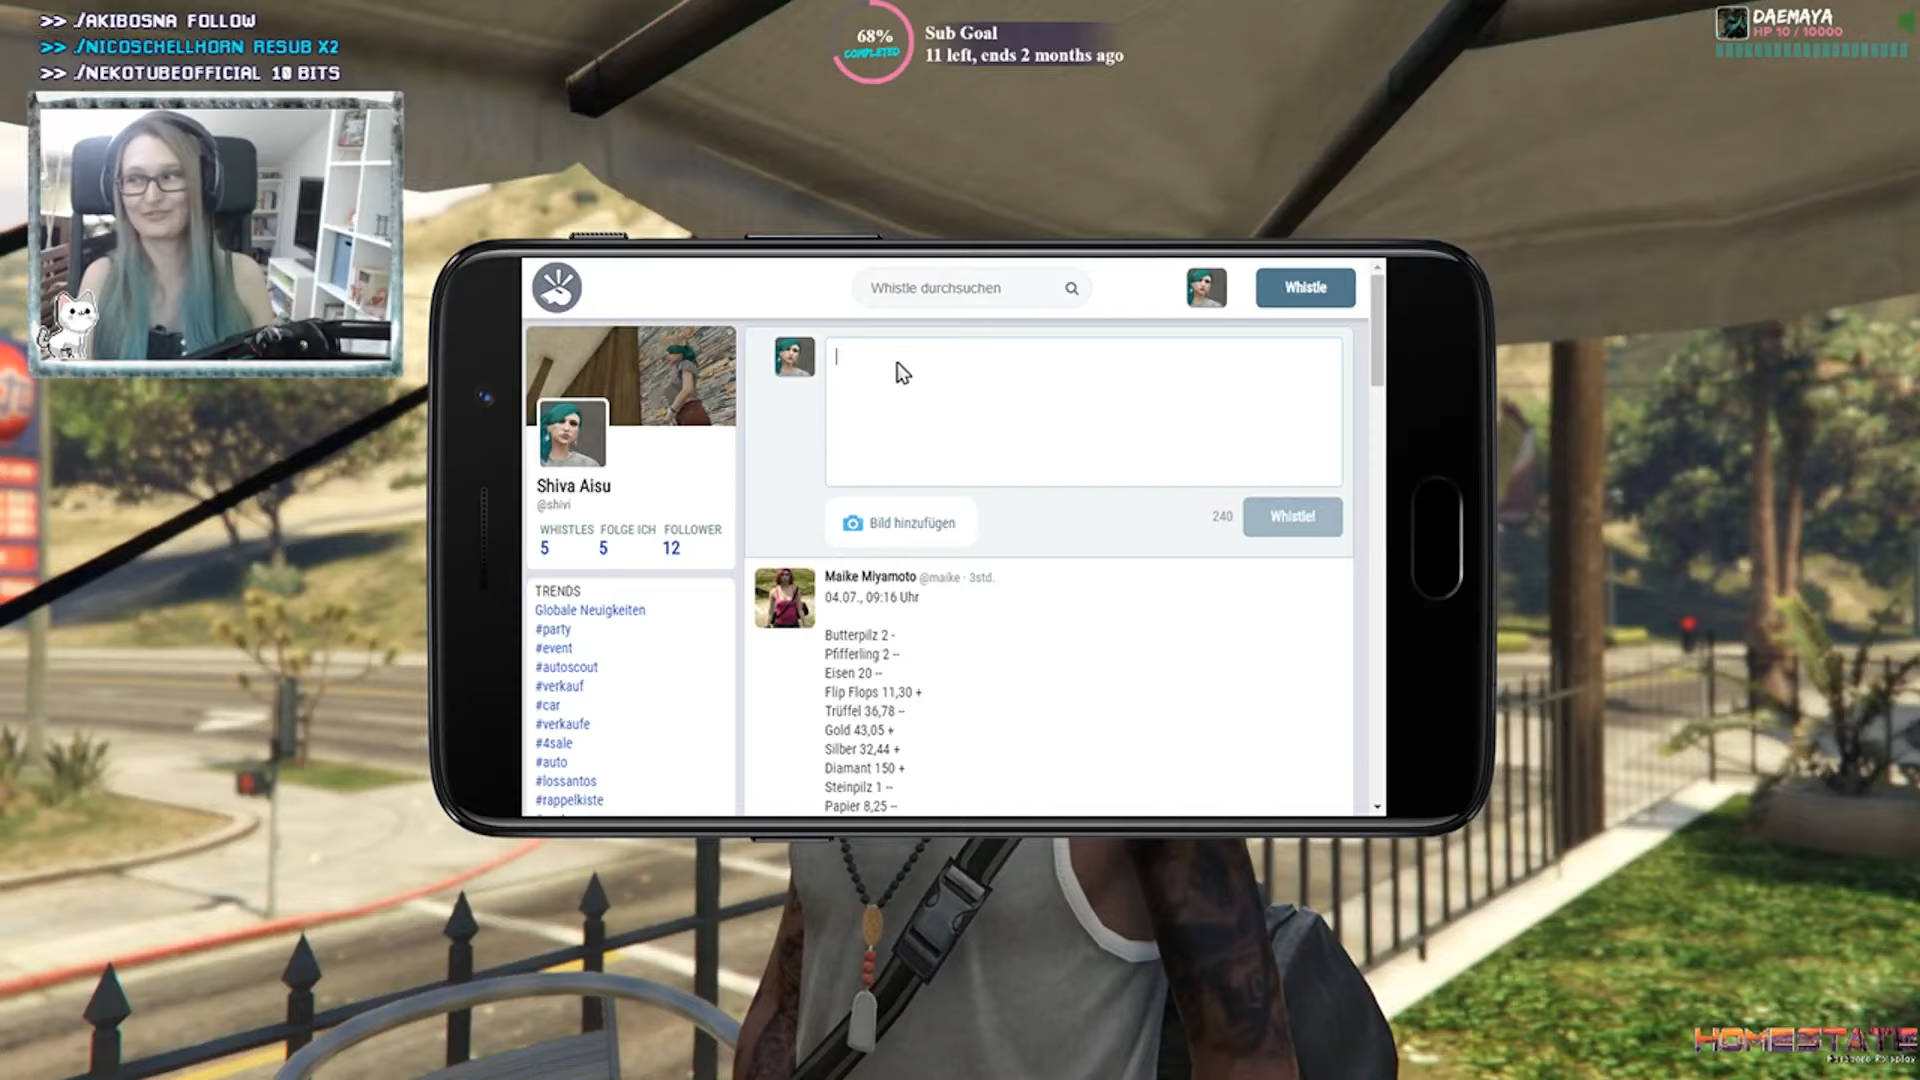 >> ./AKIBOSNA FOLLOW
>> ./NICOSCHELLHORN RESUB X2
>> ./NEKOTUBEOFFICIAL 10 BITS
68%
COMPLETED
Sub Goal
11 left, ends 2 months ago
DAEMAYA
HP 10 / 10000
Whistle durchsuchen
Whistle
Shiva Aisu
@shivi
WHISTLES FOLGE ICH FOLLOWER
5 5 12
Bild hinzufügen
240
Whistle!
TRENDS
Globale Neuigkeiten
#party
#event
#autoscout
#verkauf
#car
#verkaufe
#4sale
#auto
#lossantos
#rappelkiste
Maike Miyamoto @maike · 3std.
04.07., 09:16 Uhr
Butterpilz 2 -
Pfifferling 2 --
Eisen 20 --
Flip Flops 11,30 +
Trüffel 36,78 --
Gold 43,05 +
Silber 32,44 +
Diamant 150 +
Steinpilz 1 --
Papier 8,25 --
HOMESTATE